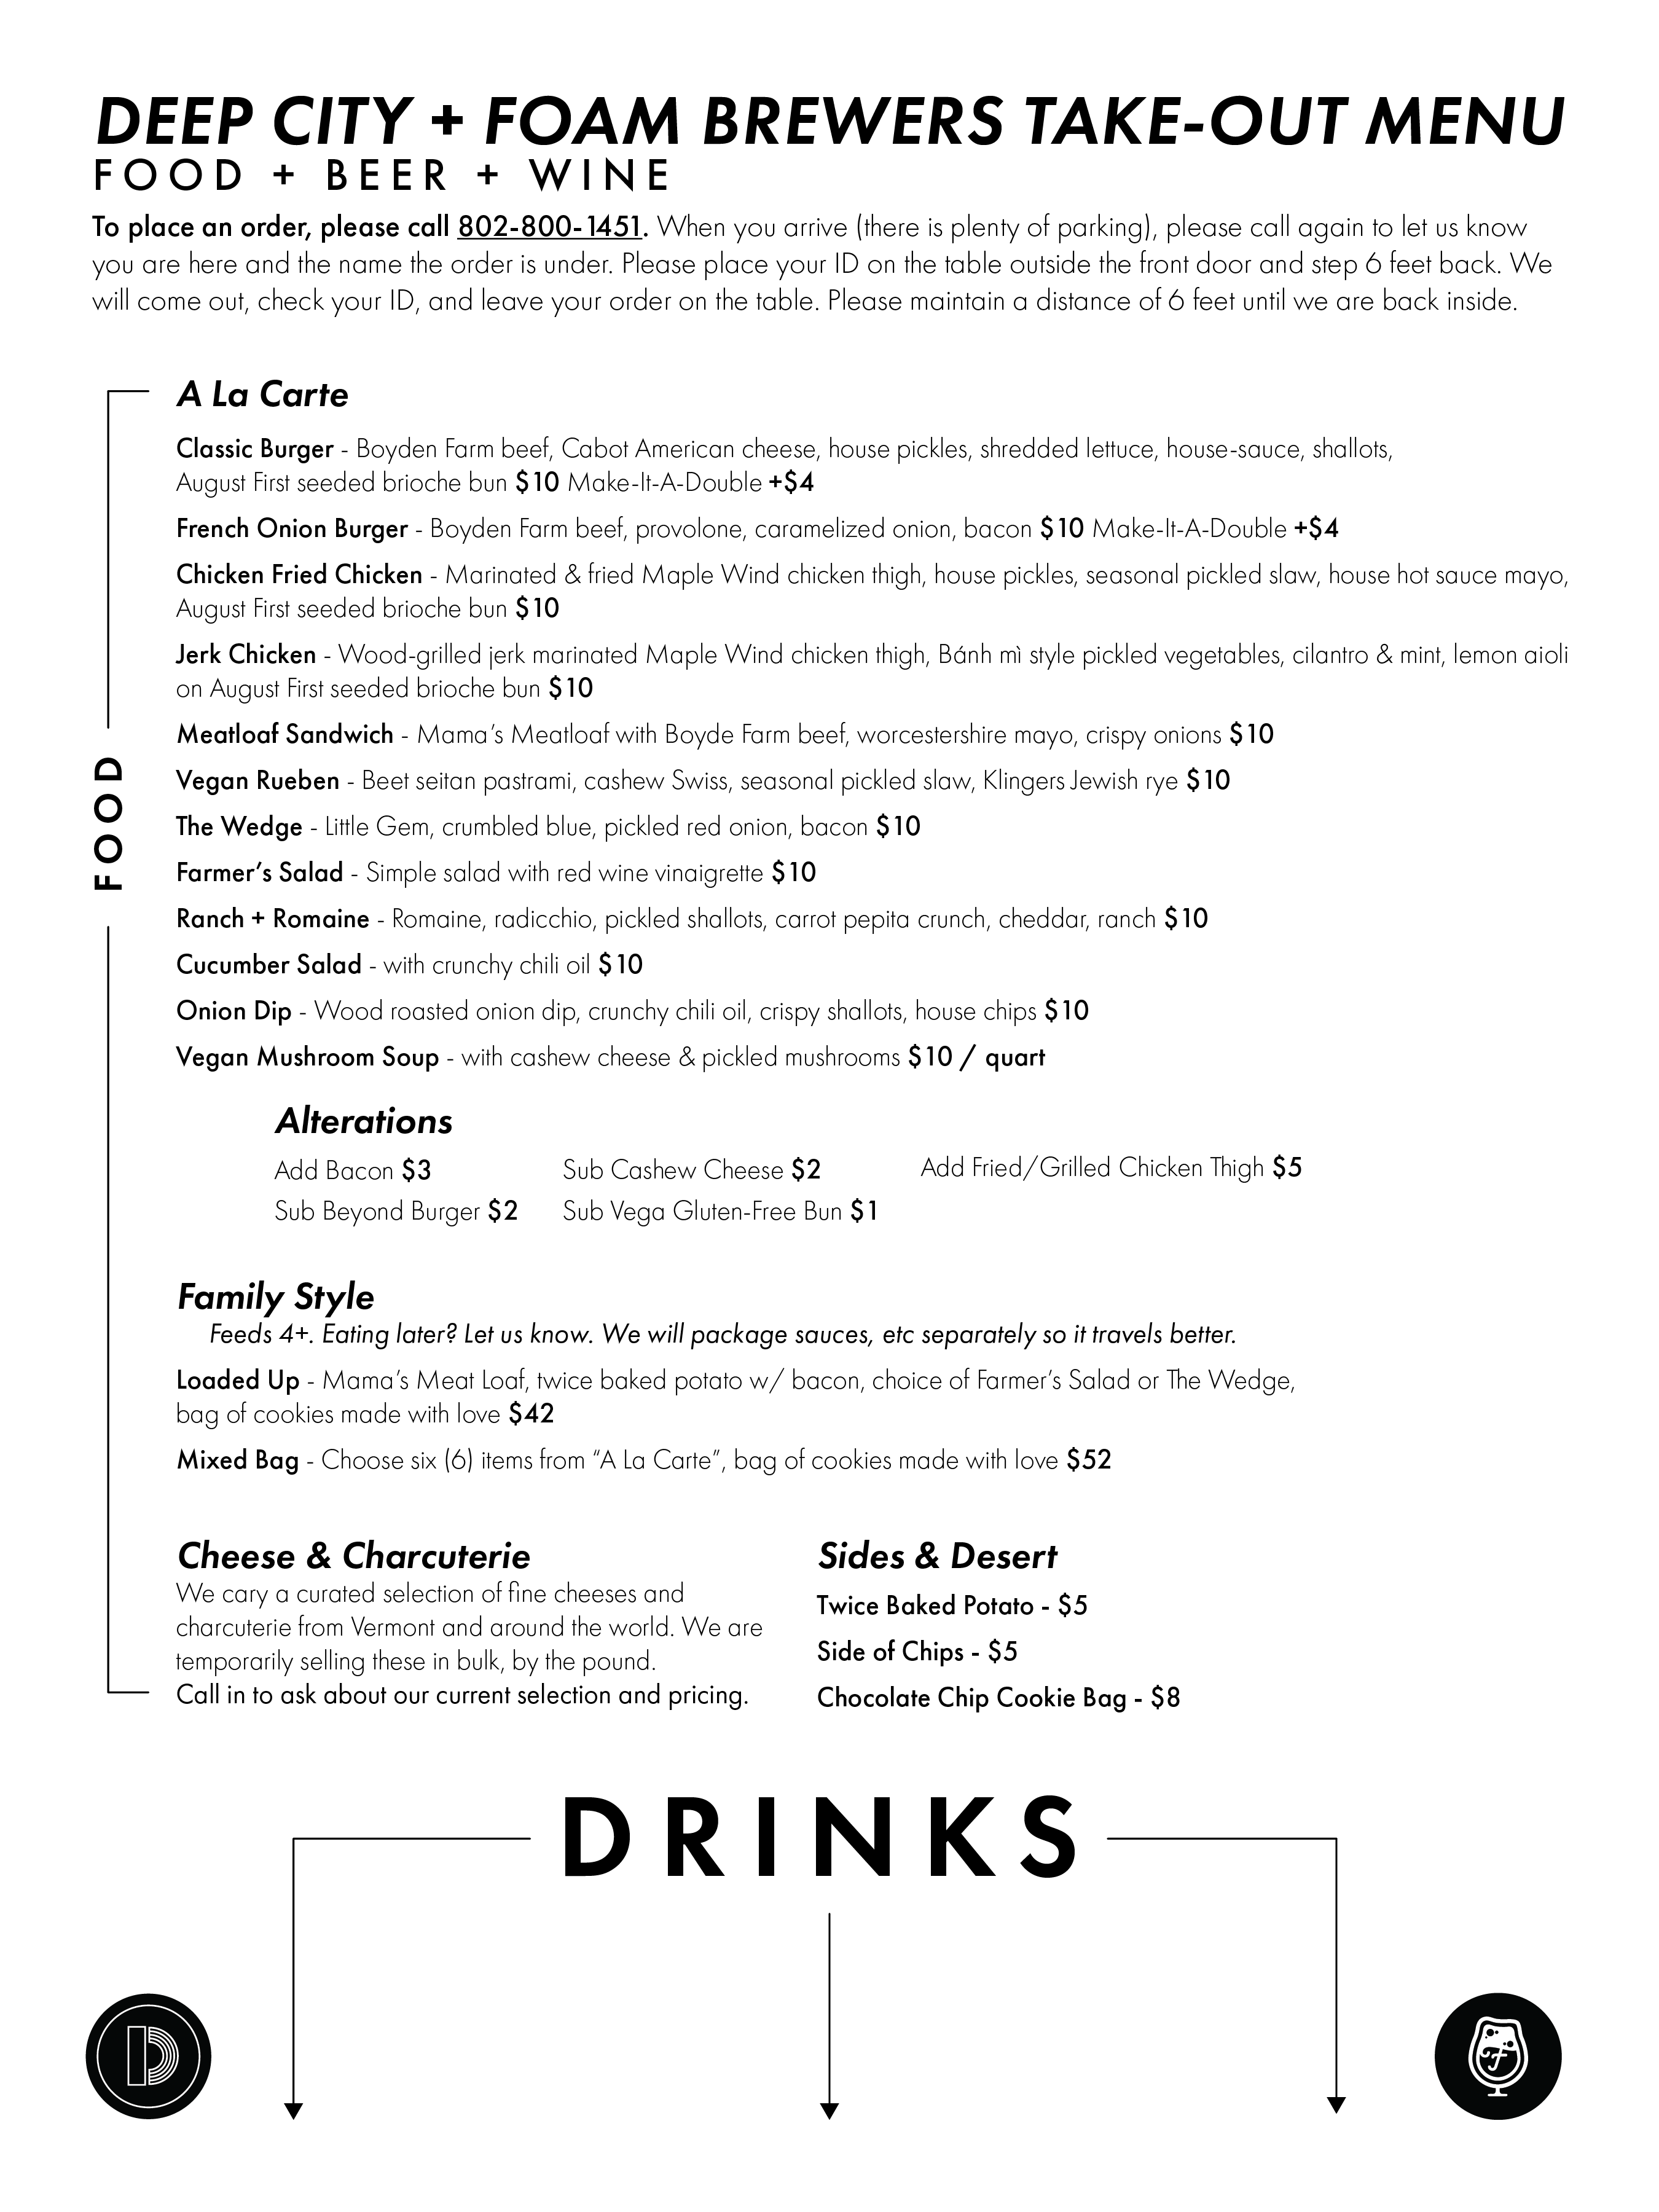 DEEP CITY + FOAM BREWERS TAKE-OUT MENU
FOOD + BEER + WINE
To place an order, please call 802-800-1451. When you arrive (there is plenty of parking), please call again to let us know
you are here and the name the order is under. Please place your ID on the table outside the front door and step 6 feet back. We
will come out, check your ID, and leave your order on the table. Please maintain a distance of 6 feet until we are back inside.
FOOD
A La Carte
Classic Burger - Boyden Farm beef, Cabot American cheese, house pickles, shredded lettuce, house-sauce, shallots,
August First seeded brioche bun $10 Make-It-A-Double +$4
French Onion Burger - Boyden Farm beef, provolone, caramelized onion, bacon $10 Make-It-A-Double +$4
Chicken Fried Chicken - Marinated & fried Maple Wind chicken thigh, house pickles, seasonal pickled slaw, house hot sauce mayo,
August First seeded brioche bun $10
Jerk Chicken - Wood-grilled jerk marinated Maple Wind chicken thigh, Bánh mì style pickled vegetables, cilantro & mint, lemon aioli
on August First seeded brioche bun $10
Meatloaf Sandwich - Mama's Meatloaf with Boyde Farm beef, worcestershire mayo, crispy onions $10
Vegan Rueben - Beet seitan pastrami, cashew Swiss, seasonal pickled slaw, Klingers Jewish rye $10
The Wedge - Little Gem, crumbled blue, pickled red onion, bacon $10
Farmer's Salad - Simple salad with red wine vinaigrette $10
Ranch + Romaine - Romaine, radicchio, pickled shallots, carrot pepita crunch, cheddar, ranch $10
Cucumber Salad - with crunchy chili oil $10
Onion Dip - Wood roasted onion dip, crunchy chili oil, crispy shallots, house chips $10
Vegan Mushroom Soup - with cashew cheese & pickled mushrooms $10 / quart
Alterations
Add Bacon $3
Sub Cashew Cheese $2
Add Fried/Grilled Chicken Thigh $5
Sub Beyond Burger $2
Sub Vega Gluten-Free Bun $1
Family Style
Feeds 4+. Eating later? Let us know. We will package sauces, etc separately so it travels better.
Loaded Up - Mama's Meat Loaf, twice baked potato w/ bacon, choice of Farmer's Salad or The Wedge,
bag of cookies made with love $42
Mixed Bag - Choose six (6) items from "A La Carte", bag of cookies made with love $52
Cheese & Charcuterie
We cary a curated selection of fine cheeses and
charcuterie from Vermont and around the world. We are
temporarily selling these in bulk, by the pound.
Call in to ask about our current selection and pricing.
Sides & Desert
Twice Baked Potato - $5
Side of Chips - $5
Chocolate Chip Cookie Bag - $8
DRINKS
D
F